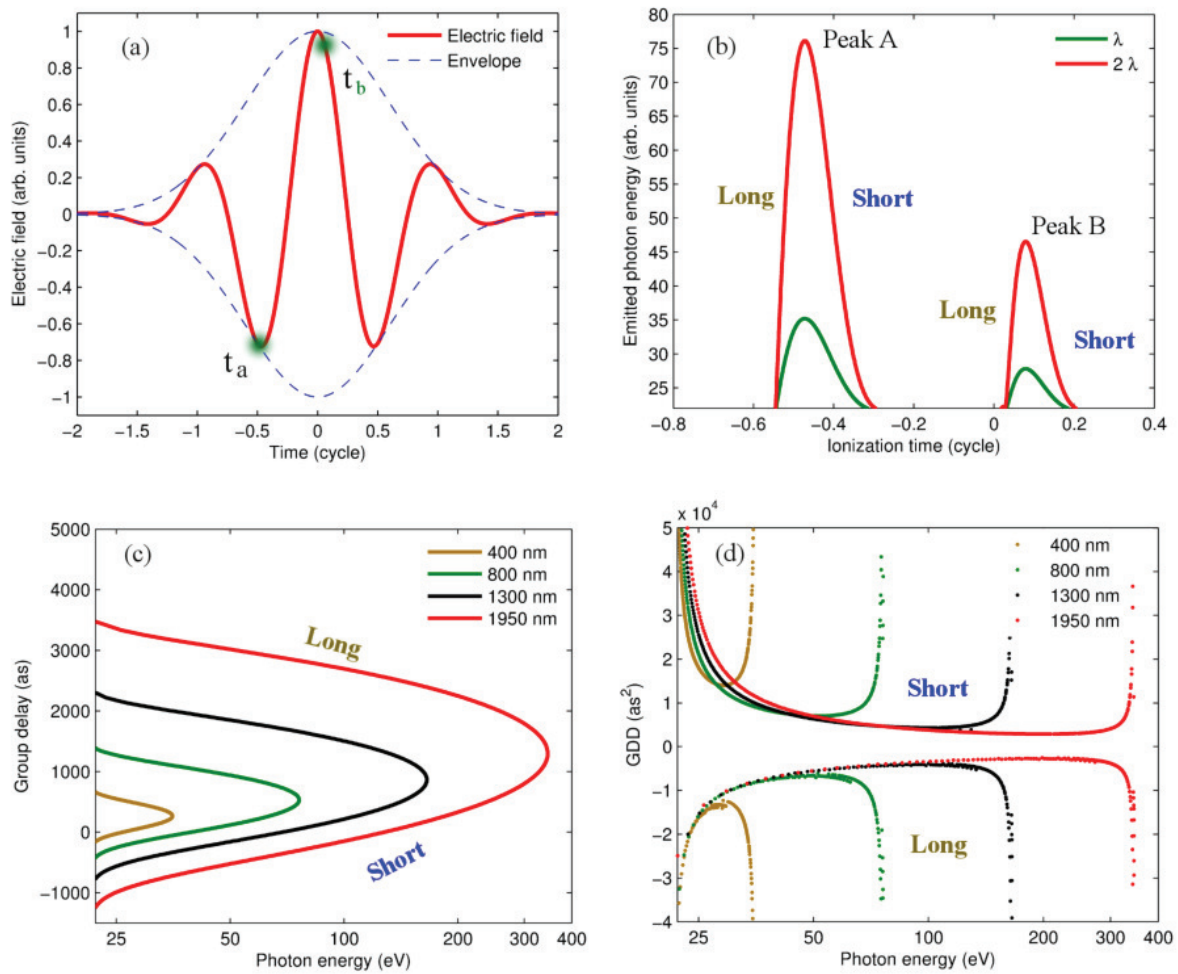 (a)
Electric field
Envelope
t_b
t_a
1
0.8
0.6
0.4
0.2
0
−0.2
−0.4
−0.6
−0.8
−1
Electric field (arb. units)
−2 −1.5 −1 −0.5 0 0.5 1 1.5 2
Time (cycle)
(b)
Peak A
λ
2 λ
Long
Short
Peak B
Long
Short
80
75
70
65
60
55
50
45
40
35
30
25
Emitted photon energy (arb. units)
−0.8 −0.6 −0.4 −0.2 0 0.2 0.4
Ionization time (cycle)
(c)
400 nm
800 nm
1300 nm
1950 nm
Long
Short
5000
4000
3000
2000
1000
0
−1000
Group delay (as)
25 50 100 200 300 400
Photon energy (eV)
x 10⁴
(d)
400 nm
800 nm
1300 nm
1950 nm
Short
Long
5
4
3
2
1
0
−1
−2
−3
−4
GDD (as²)
25 50 100 200 300 400
Photon energy (eV)